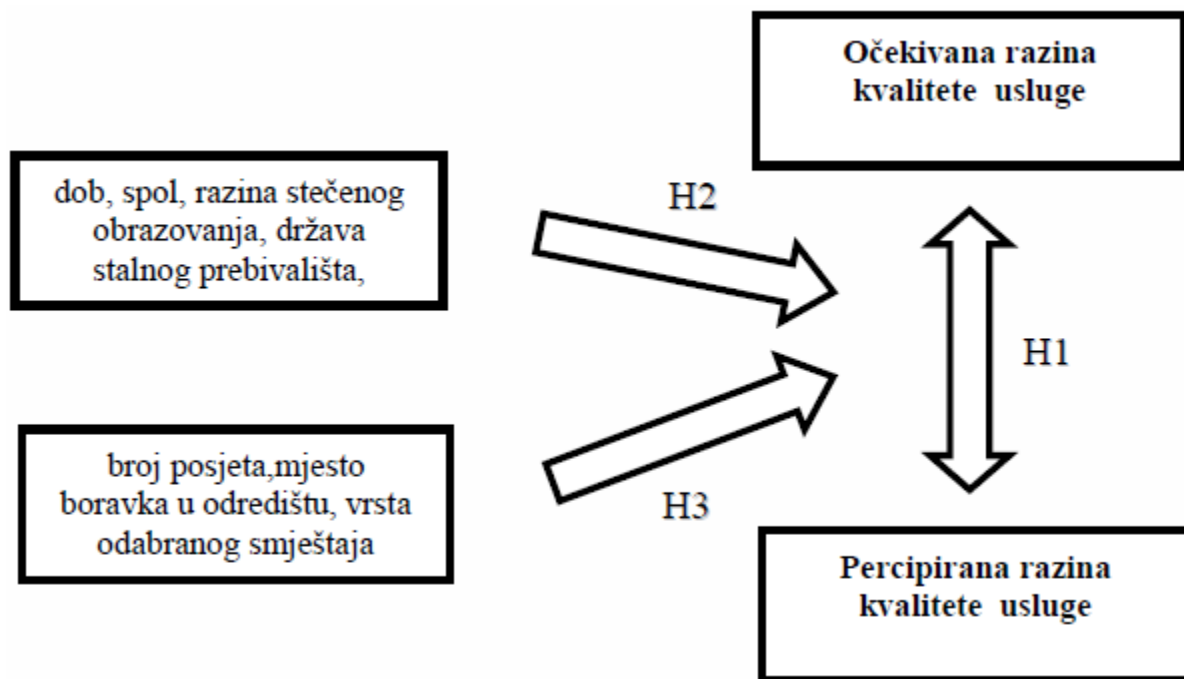 Očekivana razina
kvalitete usluge
dob, spol, razina stečenog
obrazovanja, država
stalnog prebivališta,
H2
H1
broj posjeta,mjesto
boravka u odredištu, vrsta
odabranog smještaja
H3
Percipirana razina
kvalitete usluge